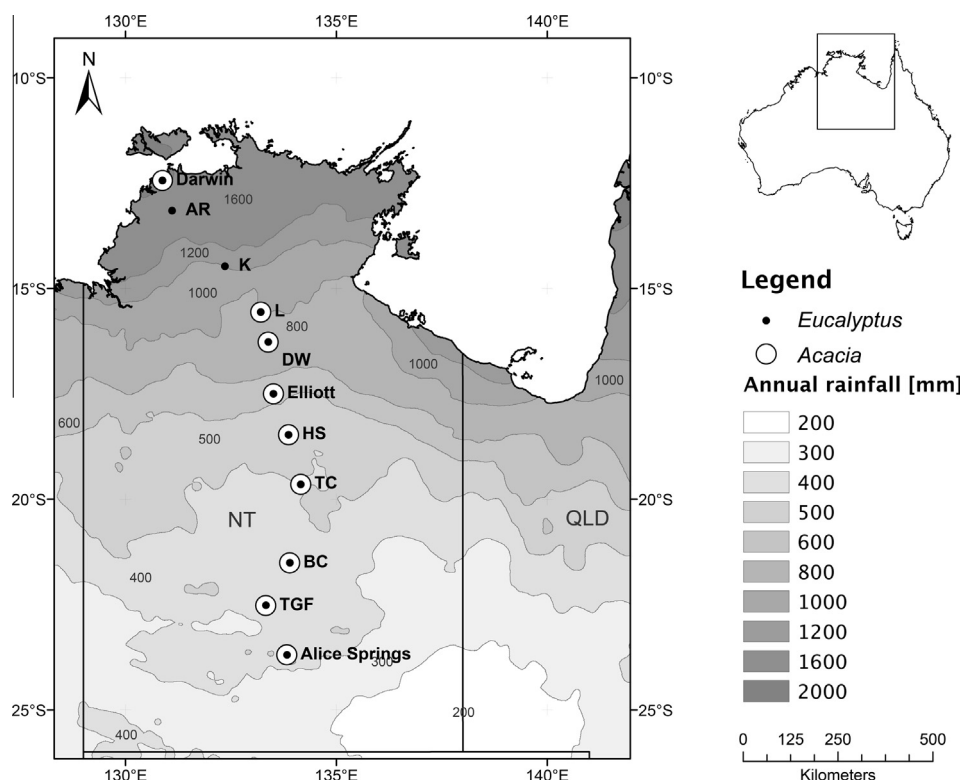 130°E 135°E 140°E
N
10°S 10°S
Darwin
1600
AR
1200
K
1000
15°S 15°S
L
800
DW
1000
1000
Elliott
600
500
HS
TC
20°S 20°S
NT
QLD
BC
400
TGF
Alice Springs
300
25°S 25°S
200
400
130°E 135°E 140°E
Legend
Eucalyptus
Acacia
Annual rainfall [mm]
200
300
400
500
600
800
1000
1200
1600
2000
0 125 250 500
Kilometers